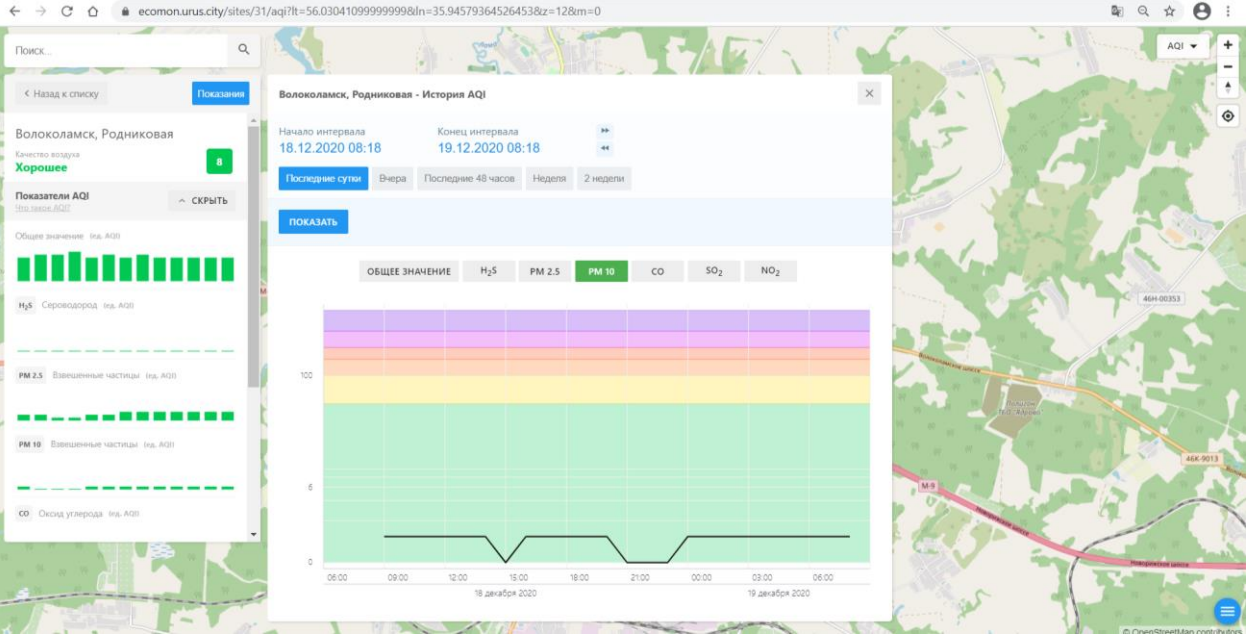 ecomon.urus.city/sites/31/aqi?lt=56.03041099999999&ln=35.94579364526453&z=12&m=0
Поиск...
AQI
Назад к списку
Показания
Волоколамск, Родниковая
Качество воздуха
Хорошее
8
Показатели AQI
Что такое AQI?
СКРЫТЬ
Общее значение (ед. AQI)
H₂S Сероводород (ед. AQI)
PM 2.5 Взвешенные частицы (ед. AQI)
PM 10 Взвешенные частицы (ед. AQI)
CO Оксид углерода (ед. AQI)
Волоколамск, Родниковая - История AQI
Начало интервала
18.12.2020 08:18
Конец интервала
19.12.2020 08:18
Последние сутки Вчера Последние 48 часов Неделя 2 недели
ПОКАЗАТЬ
ОБЩЕЕ ЗНАЧЕНИЕ H₂S PM 2.5 PM 10 CO SO₂ NO₂
100
6
0
06:00 09:00 12:00 15:00 18:00 21:00 00:00 03:00 06:00
18 декабря 2020 19 декабря 2020
46Н-00353
Волоколамское шоссе
Полигон
ТБО "Ядрово"
46К-9013
М-9
Новорижское шоссе
Новорижское шоссе
© OpenStreetMap contributors